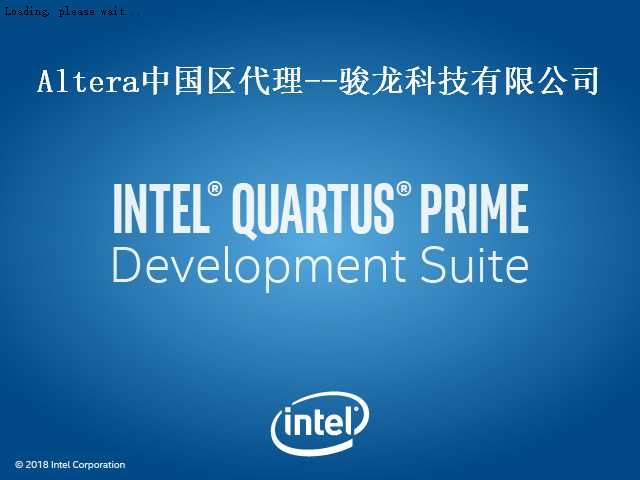 Loading, please wait...
Altera中国区代理--骏龙科技有限公司
INTEL® QUARTUS® PRIME
Development Suite
intel
© 2018 Intel Corporation